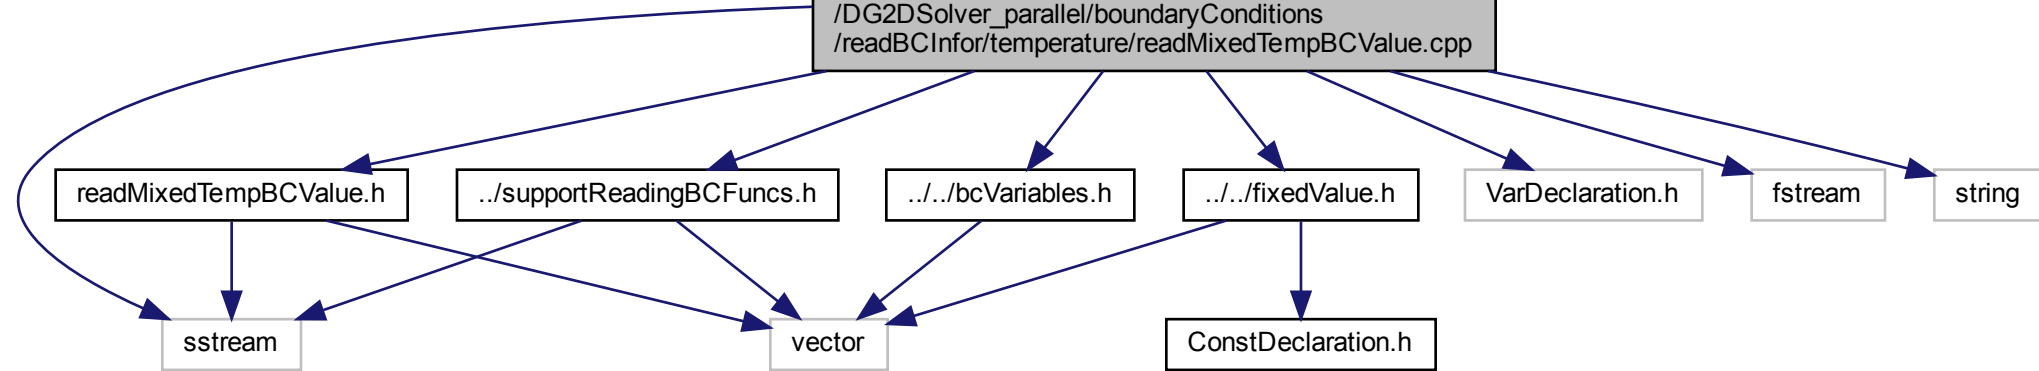 /DG2DSolver_parallel/boundaryConditions
/readBCInfor/temperature/readMixedTempBCValue.cpp
readMixedTempBCValue.h
../supportReadingBCFuncs.h
../../bcVariables.h
../../fixedValue.h
VarDeclaration.h
fstream
string
sstream
vector
ConstDeclaration.h